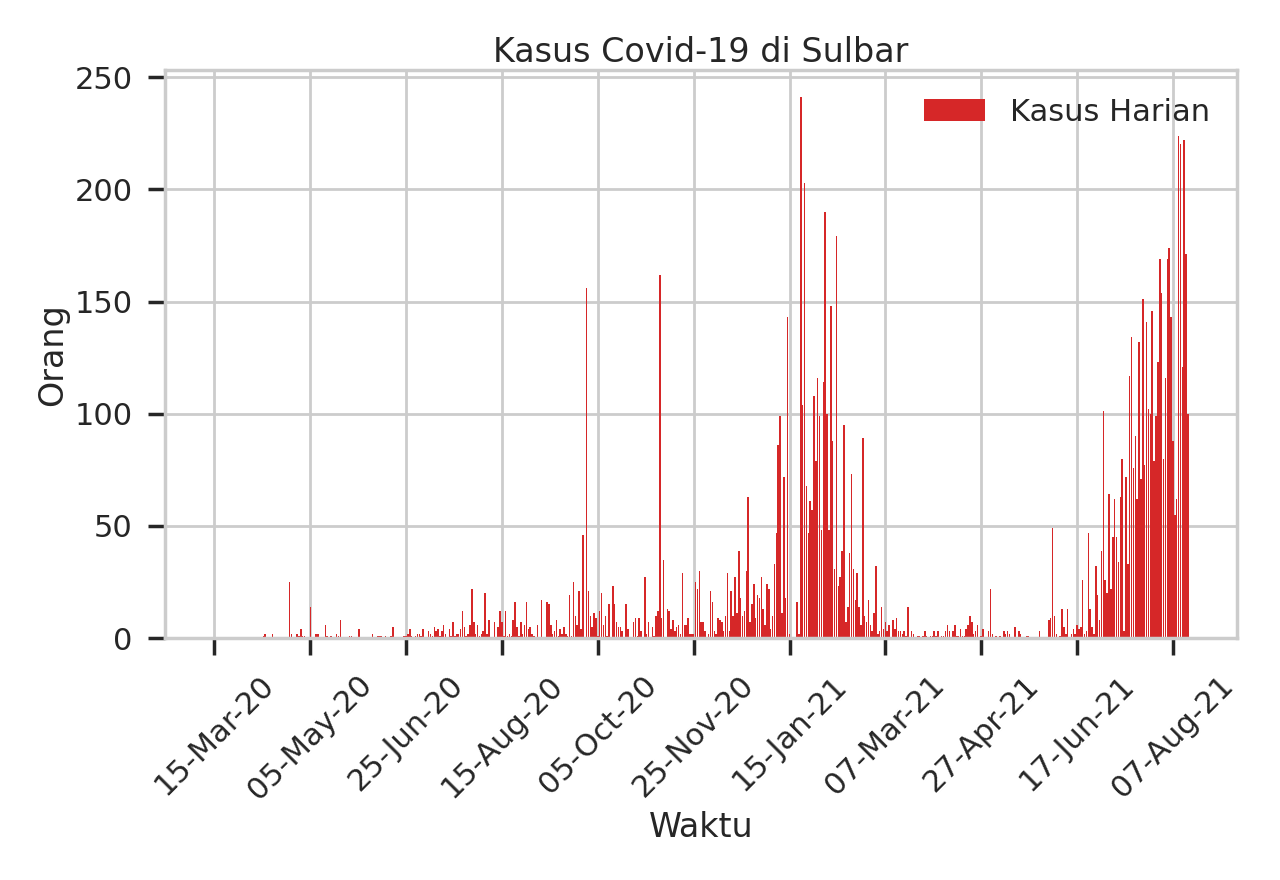 Kasus Covid-19 di Sulbar
Kasus Harian
Orang
250
200
150
100
50
0
15-Mar-20
05-May-20
25-Jun-20
15-Aug-20
05-Oct-20
25-Nov-20
15-Jan-21
07-Mar-21
27-Apr-21
17-Jun-21
07-Aug-21
Waktu